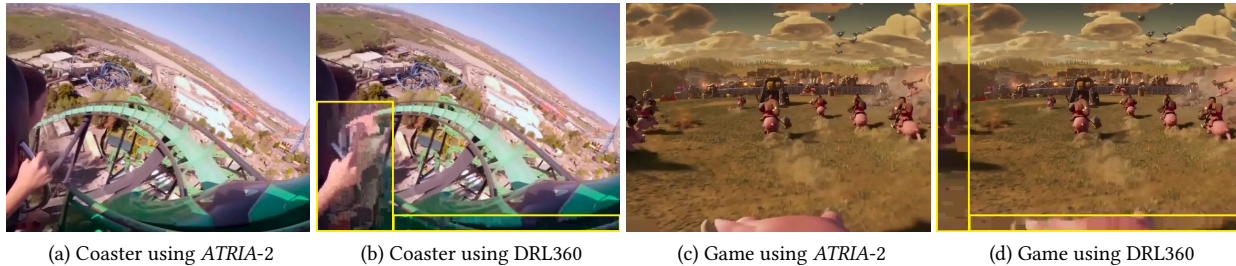 (a) Coaster using ATRIA-2
(b) Coaster using DRL360
(c) Game using ATRIA-2
(d) Game using DRL360